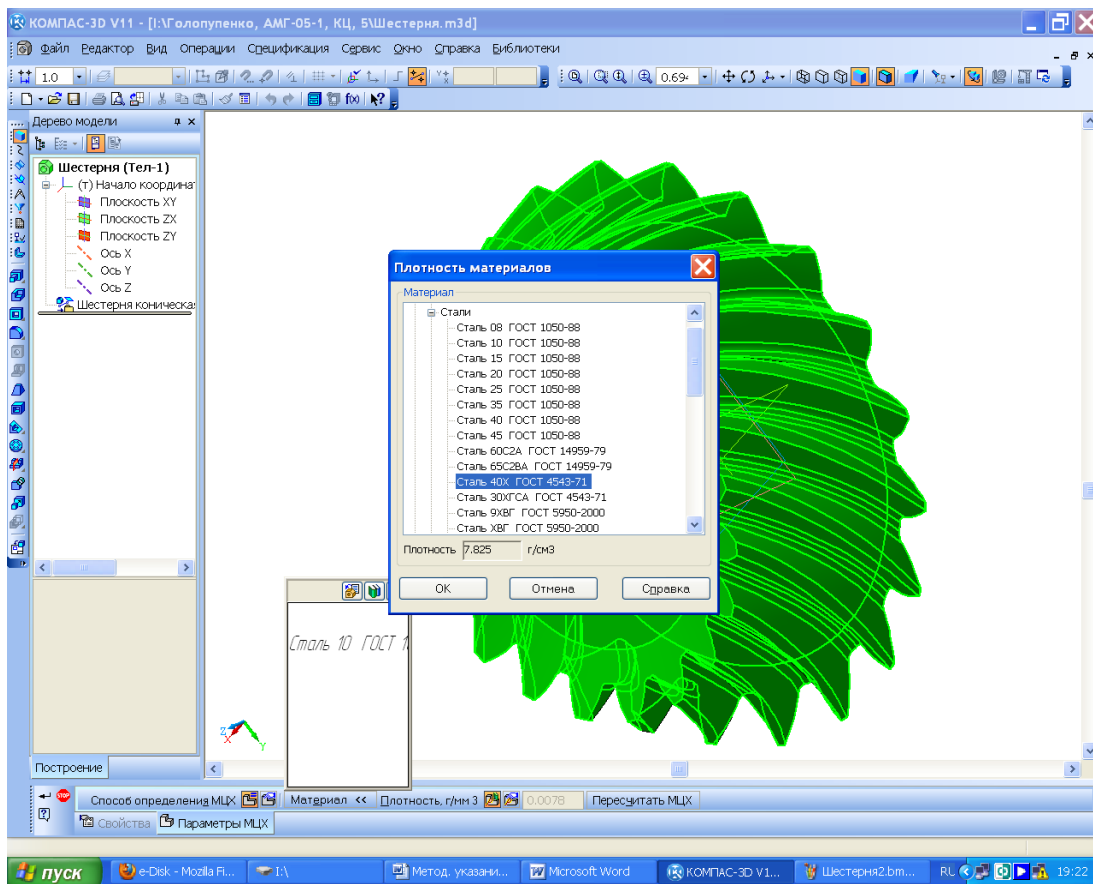 КОМПАС-3D V11 - [I:\Голопупенко, АМГ-05-1, КЦ, 5\Шестерня.m3d]
Файл Редактор Вид Операции Спецификация Сервис Окно Справка Библиотеки
1.0 0.69
Дерево модели
Шестерня (Тел-1)
(т) Начало координат
Плоскость XY
Плоскость ZX
Плоскость ZY
Ось X
Ось Y
Ось Z
Шестерня коническа
Построение
Плотность материалов
Материал
Стали
Сталь 08 ГОСТ 1050-88
Сталь 10 ГОСТ 1050-88
Сталь 15 ГОСТ 1050-88
Сталь 20 ГОСТ 1050-88
Сталь 25 ГОСТ 1050-88
Сталь 35 ГОСТ 1050-88
Сталь 40 ГОСТ 1050-88
Сталь 45 ГОСТ 1050-88
Сталь 60С2А ГОСТ 14959-79
Сталь 65С2ВА ГОСТ 14959-79
Сталь 40Х ГОСТ 4543-71
Сталь 30ХГСА ГОСТ 4543-71
Сталь 9ХВГ ГОСТ 5950-2000
Сталь ХВГ ГОСТ 5950-2000
Плотность 7.825 г/см3
ОК Отмена Справка
Сталь 10 ГОСТ 1
Z X Y
Способ определения МЦХ Материал << Плотность, г/мм 3 0.0078 Пересчитать МЦХ
Свойства Параметры МЦХ
пуск e-Disk - Mozilla Fi... I:\ Метод. указани... Microsoft Word КОМПАС-3D V1... Шестерня2.bm... RU 19:22